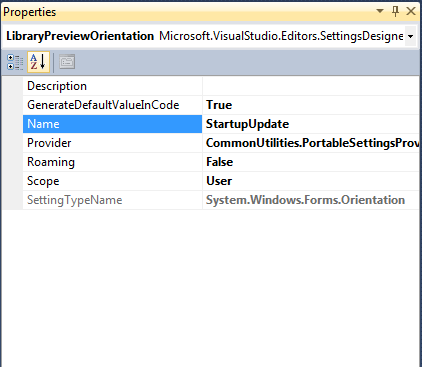 Properties
LibraryPreviewOrientation Microsoft.VisualStudio.Editors.SettingsDesigne
Description
GenerateDefaultValueInCode True
Name StartupUpdate
Provider CommonUtilities.PortableSettingsProv
Roaming False
Scope User
SettingTypeName System.Windows.Forms.Orientation